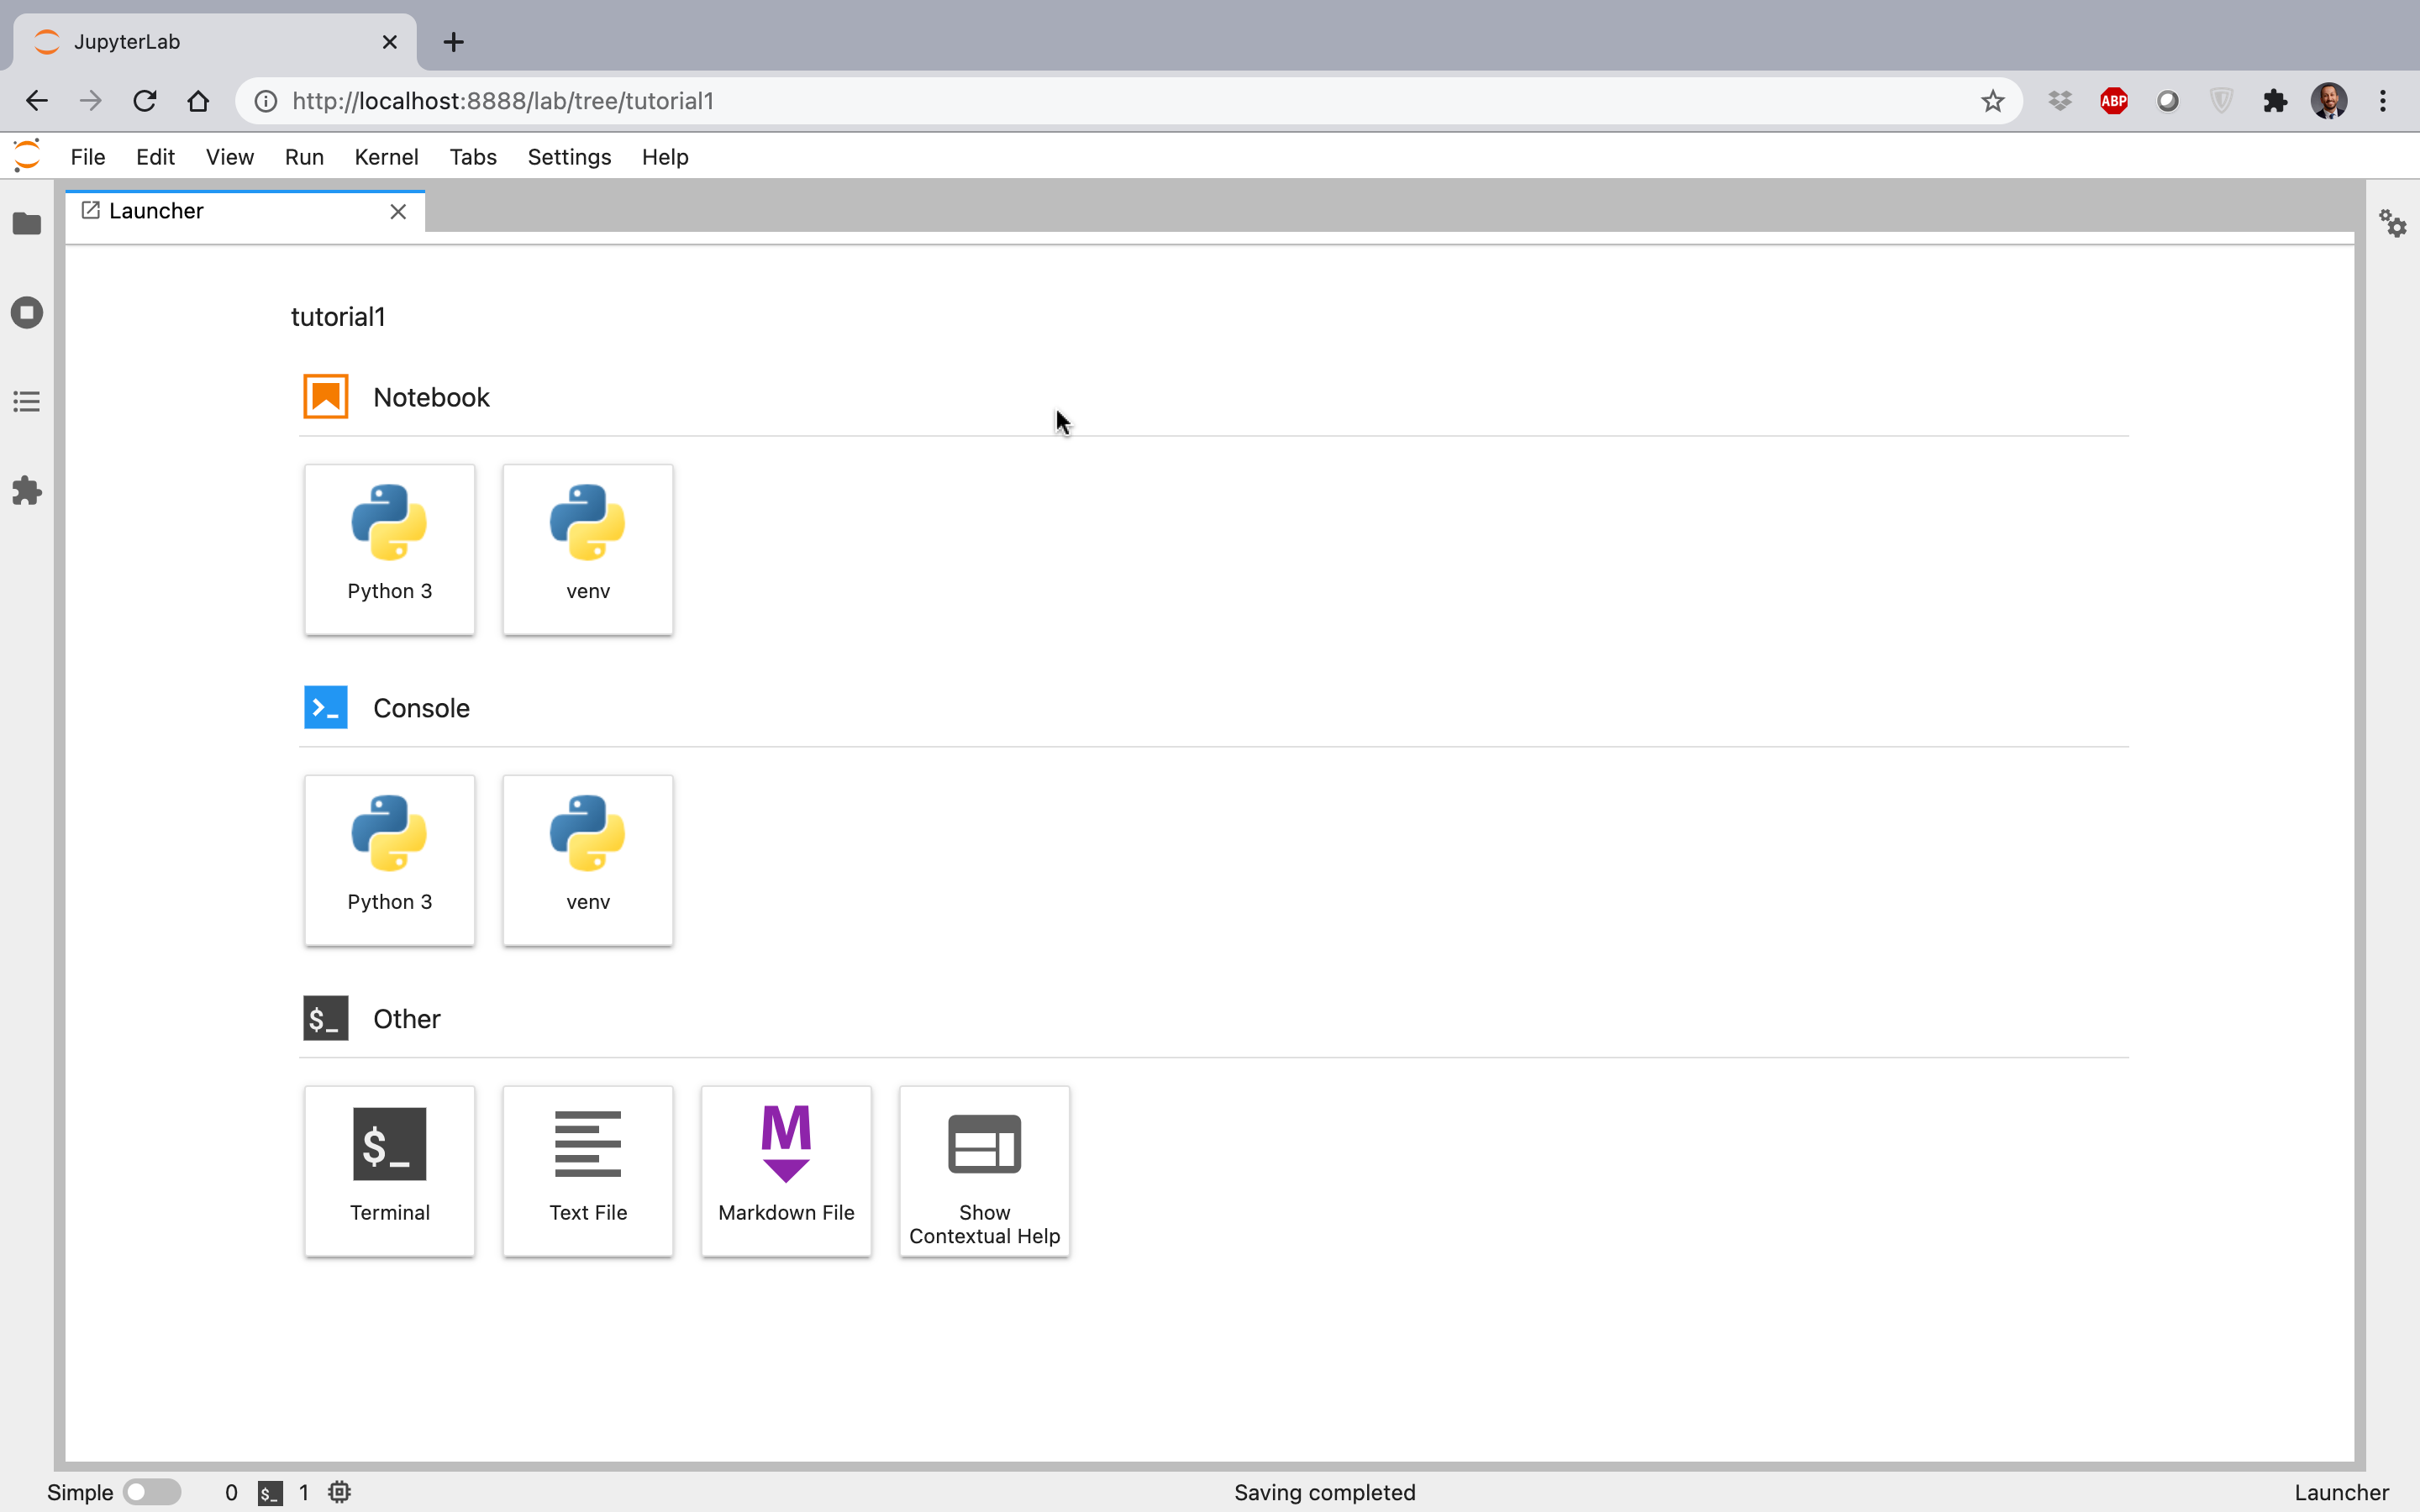 JupyterLab
http://localhost:8888/lab/tree/tutorial1
ABP
File Edit View Run Kernel Tabs Settings Help
Launcher
tutorial1
Notebook
Python 3 venv
>_ Console
Python 3 venv
$_ Other
$_ M
Terminal Text File Markdown File Show
Contextual Help
Simple 0 $_ 1 Saving completed Launcher